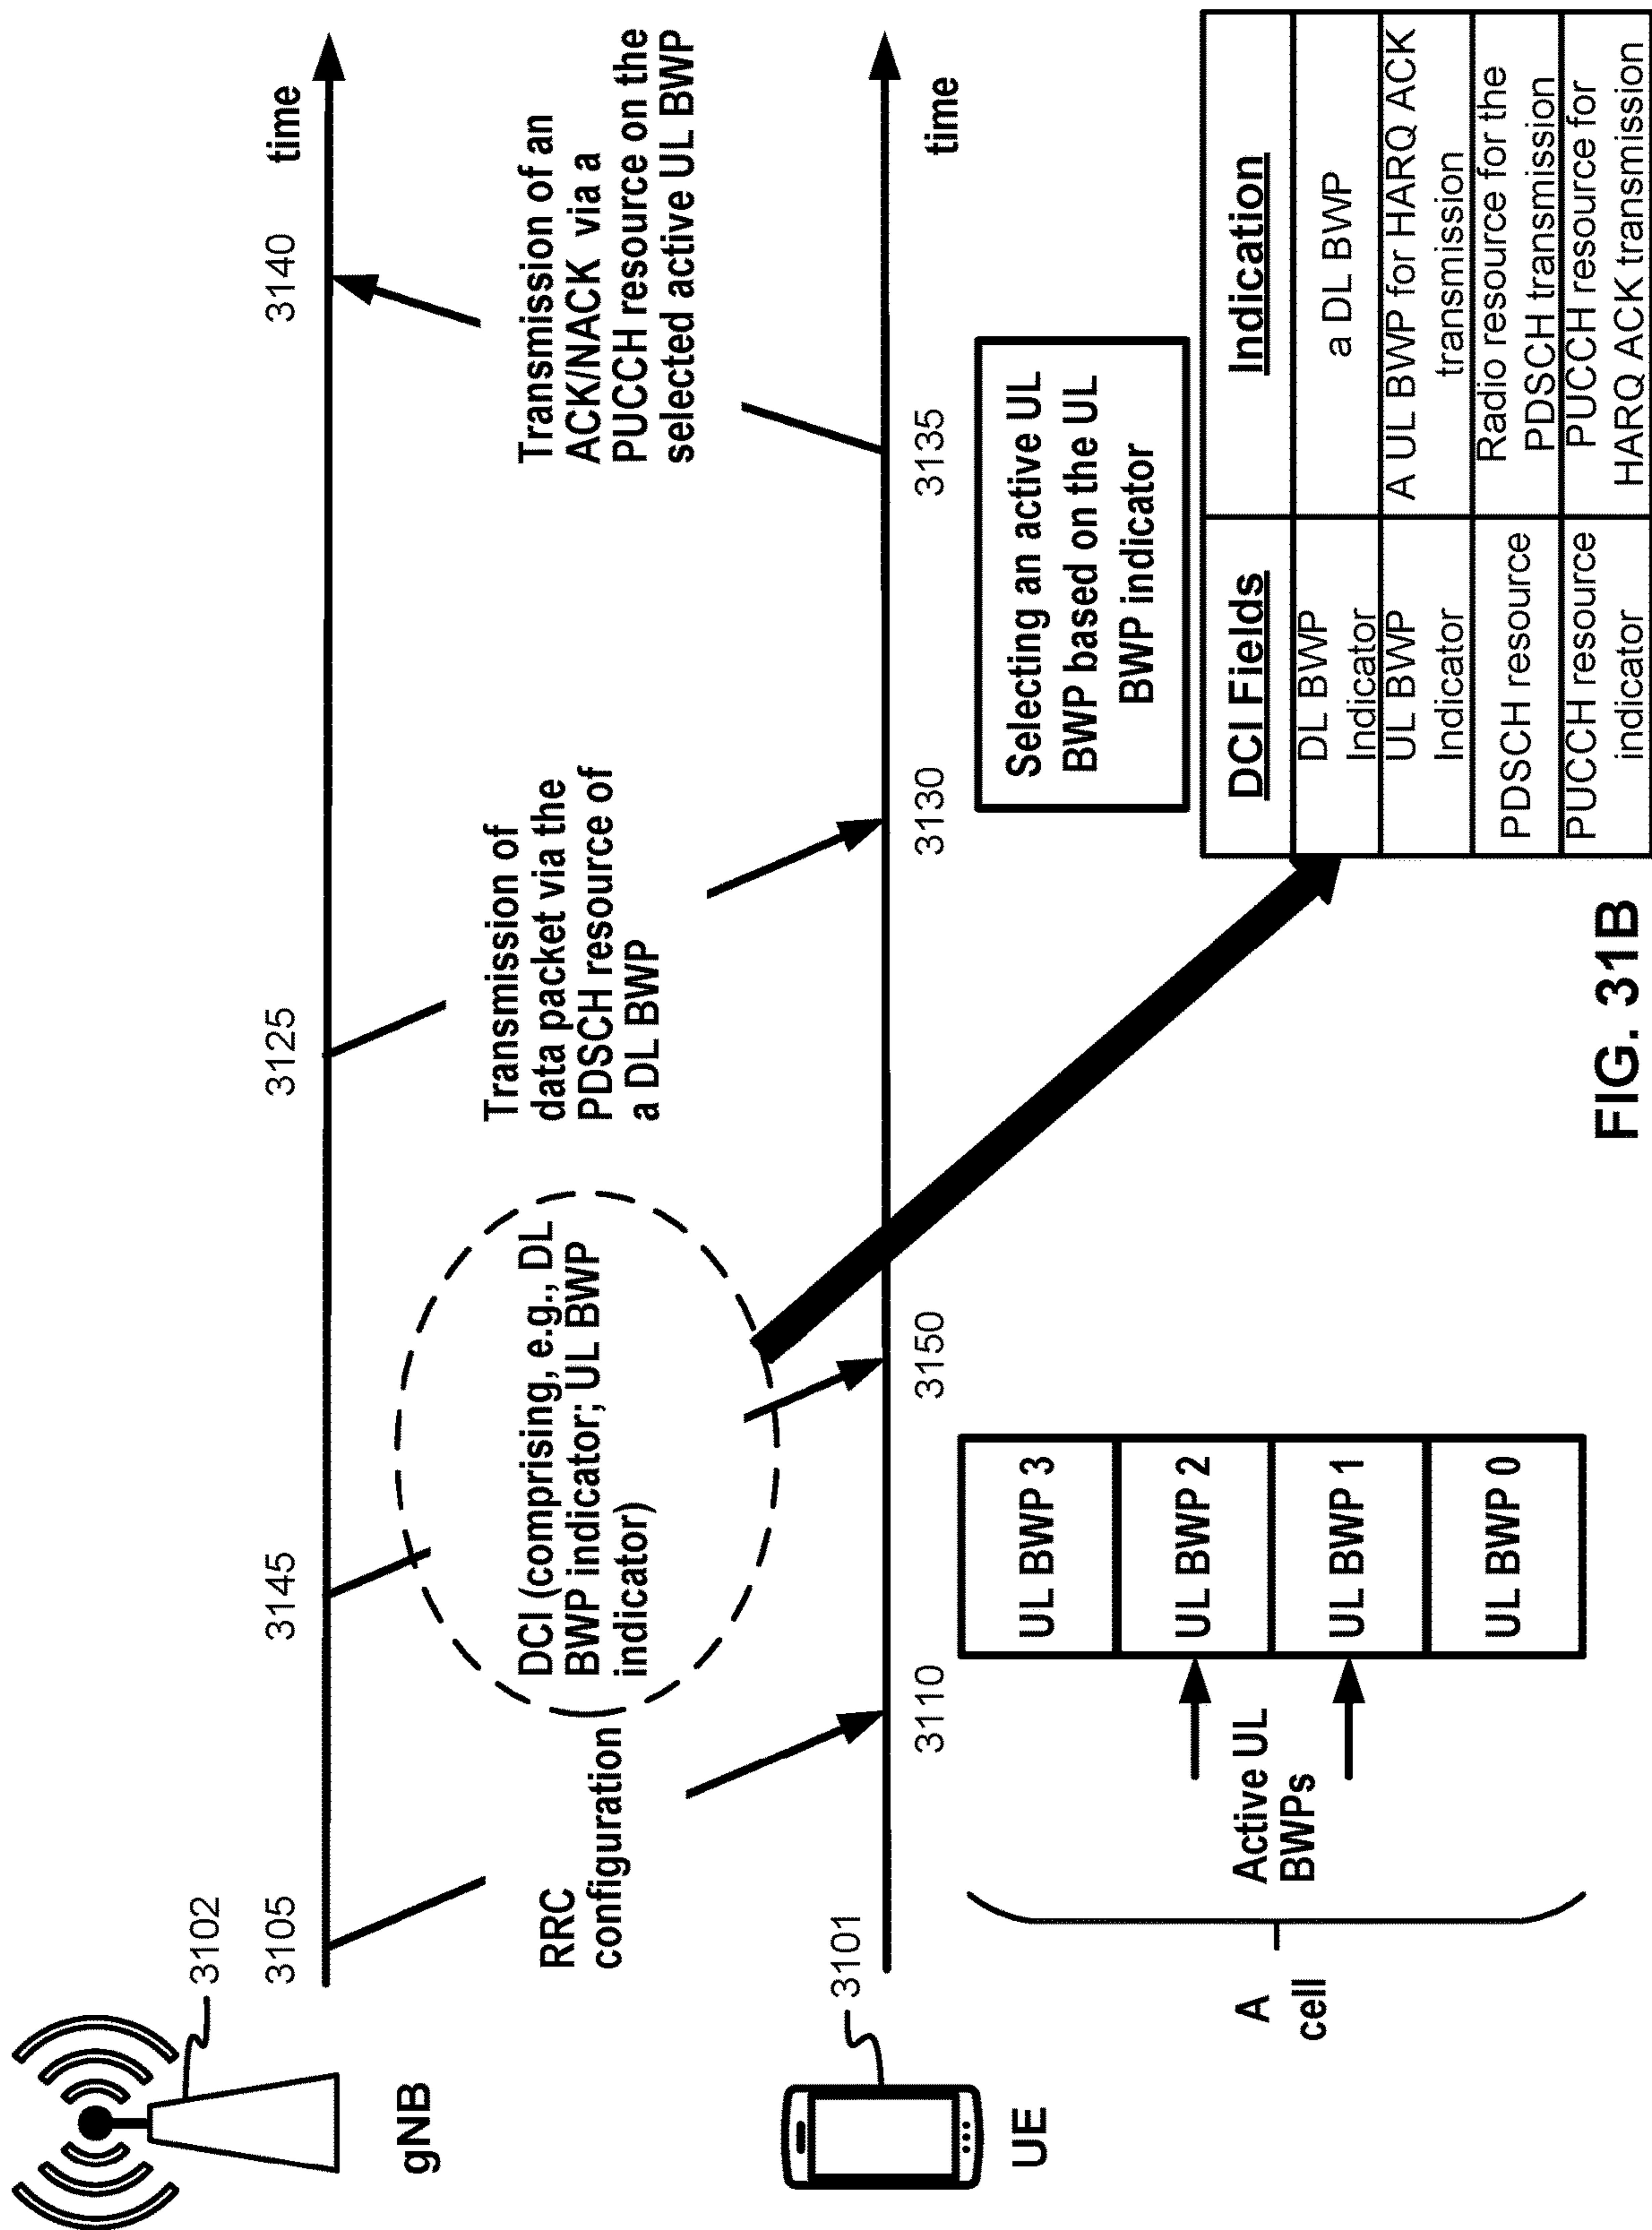 3102
gNB
3105
3145
3125
3140
time
RRC
configuration
DCI (comprising, e.g., DL
BWP indicator; UL BWP
indicator)
Transmission of
data packet via the
PDSCH resource of
a DL BWP
Transmission of an
ACK/NACK via a
PUCCH resource on the
selected active UL BWP
3101
UE
3110
3150
3130
3135
time
A
cell
Active UL
BWPs
UL BWP 3
UL BWP 2
UL BWP 1
UL BWP 0
Selecting an active UL
BWP based on the UL
BWP indicator
DCI Fields
Indication
DL BWP
Indicator
a DL BWP
UL BWP
Indicator
A UL BWP for HARQ ACK
transmission
PDSCH resource
Radio resource for the
PDSCH transmission
PUCCH resource
indicator
PUCCH resource for
HARQ ACK transmission
FIG. 31B